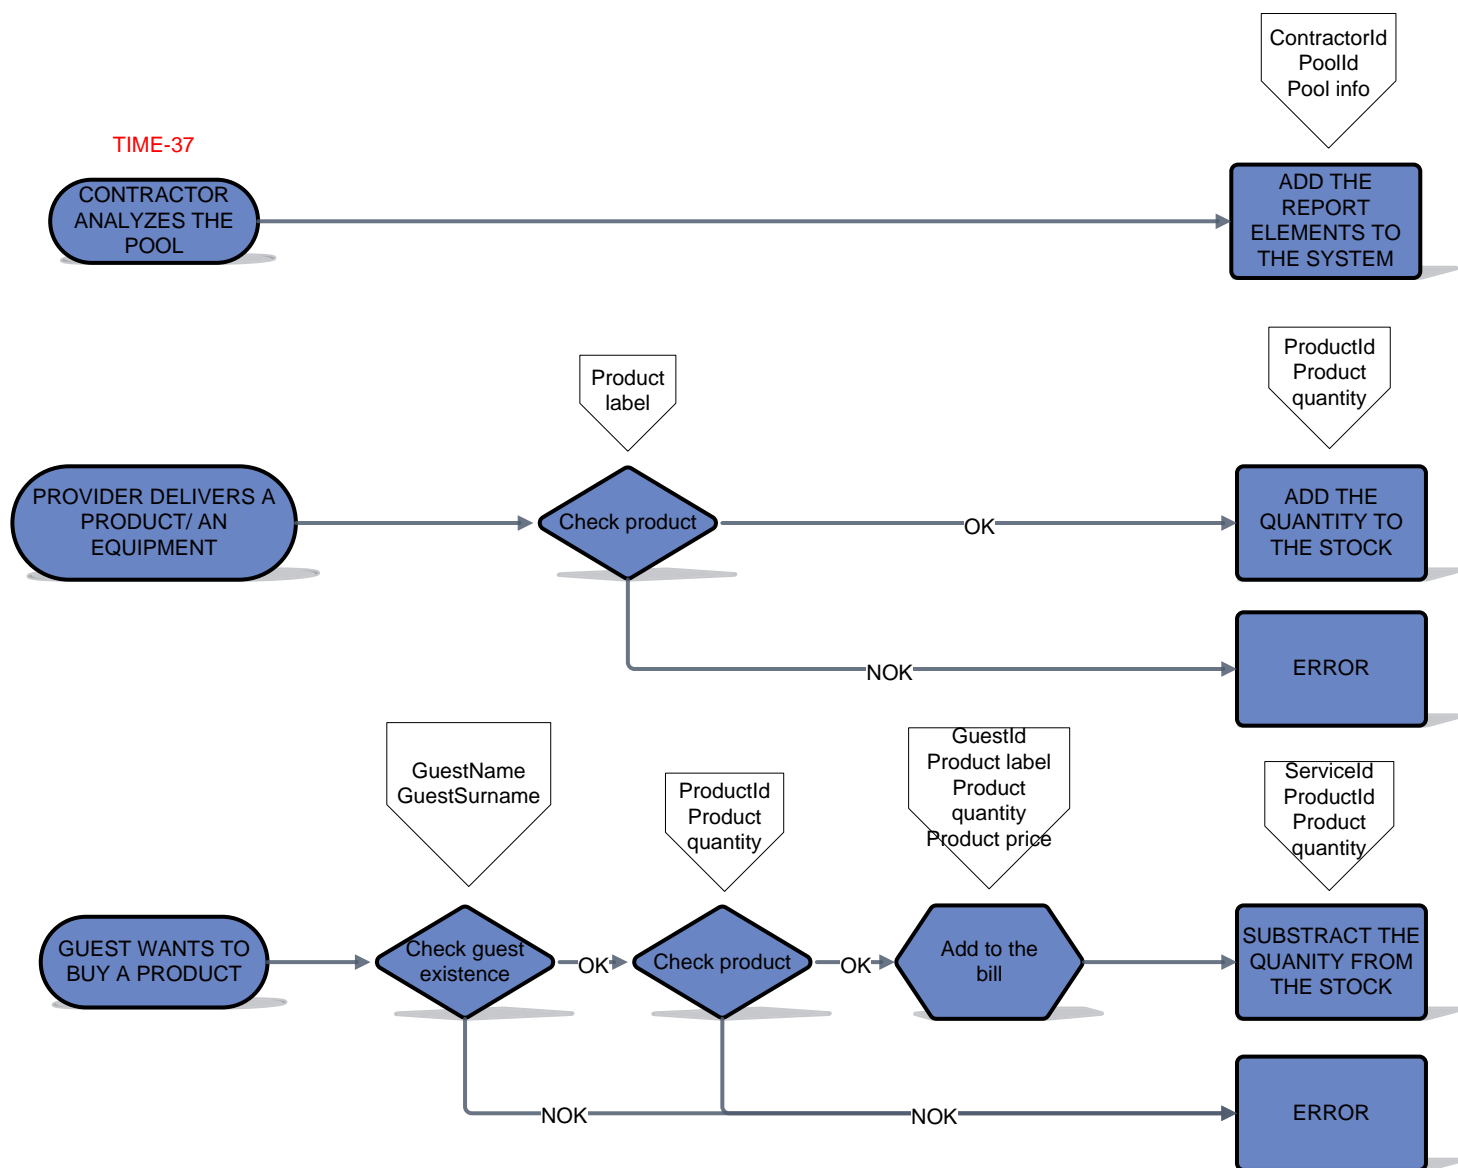 ContractorId
PoolId
Pool info
TIME-37
CONTRACTOR
ANALYZES THE
POOL
ADD THE
REPORT
ELEMENTS TO
THE SYSTEM
Product
label
ProductId
Product
quantity
PROVIDER DELIVERS A
PRODUCT/ AN
EQUIPMENT
Check product
OK
ADD THE
QUANTITY TO
THE STOCK
NOK
ERROR
GuestName
GuestSurname
ProductId
Product
quantity
GuestId
Product label
Product
quantity
Product price
ServiceId
ProductId
Product
quantity
GUEST WANTS TO
BUY A PRODUCT
Check guest
existence
OK
Check product
OK
Add to the
bill
SUBSTRACT THE
QUANITY FROM
THE STOCK
NOK
NOK
ERROR